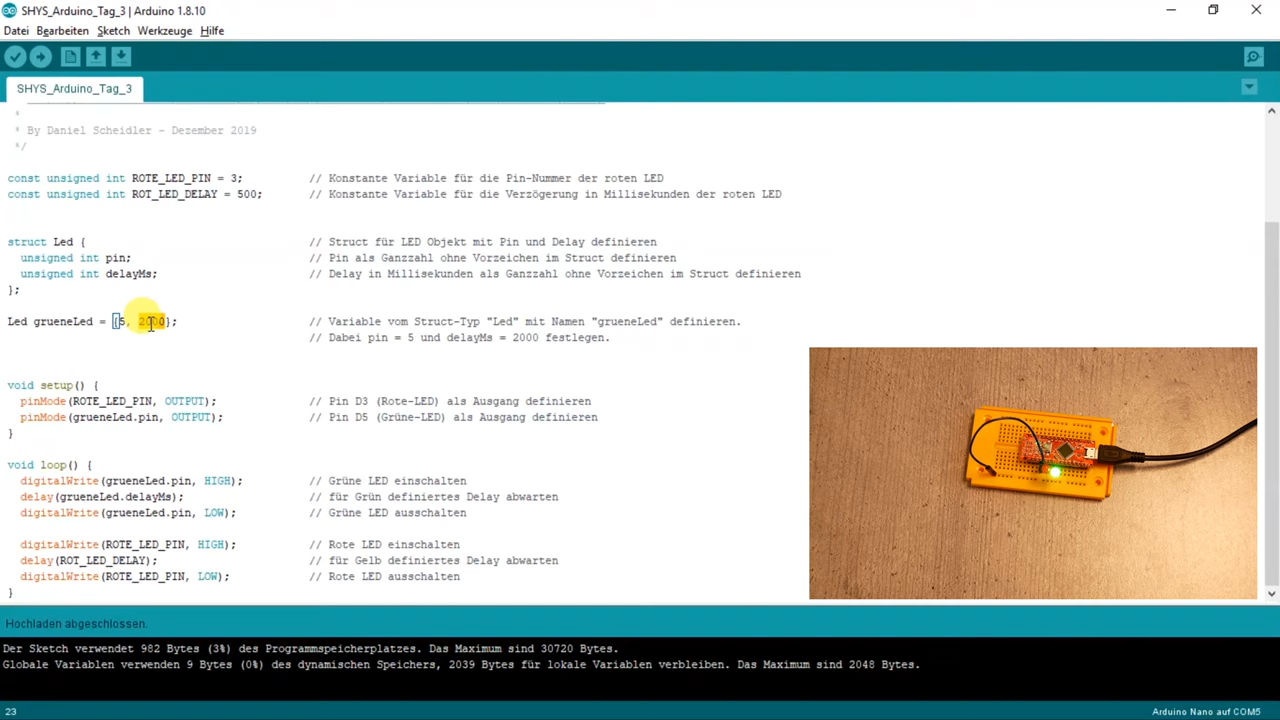 SHYS_Arduino_Tag_3 | Arduino 1.8.10
Datei Bearbeiten Sketch Werkzeuge Hilfe
SHYS_Arduino_Tag_3
*
* By Daniel Scheidler - Dezember 2019
*/
const unsigned int ROTE_LED_PIN = 3; // Konstante Variable für die Pin-Nummer der roten LED
const unsigned int ROT_LED_DELAY = 500; // Konstante Variable für die Verzögerung in Millisekunden der roten LED
struct Led { // Struct für LED Objekt mit Pin und Delay definieren
unsigned int pin; // Pin als Ganzzahl ohne Vorzeichen im Struct definieren
unsigned int delayMs; // Delay in Millisekunden als Ganzzahl ohne Vorzeichen im Struct definieren
};
Led grueneLed = {5, 2000}; // Variable vom Struct-Typ "Led" mit Namen "grueneLed" definieren.
// Dabei pin = 5 und delayMs = 2000 festlegen.
void setup() {
pinMode(ROTE_LED_PIN, OUTPUT); // Pin D3 (Rote-LED) als Ausgang definieren
pinMode(grueneLed.pin, OUTPUT); // Pin D5 (Grüne-LED) als Ausgang definieren
}
void loop() {
digitalWrite(grueneLed.pin, HIGH); // Grüne LED einschalten
delay(grueneLed.delayMs); // für Grün definiertes Delay abwarten
digitalWrite(grueneLed.pin, LOW); // Grüne LED ausschalten
digitalWrite(ROTE_LED_PIN, HIGH); // Rote LED einschalten
delay(ROT_LED_DELAY); // für Gelb definiertes Delay abwarten
digitalWrite(ROTE_LED_PIN, LOW); // Rote LED ausschalten
}
Hochladen abgeschlossen.
Der Sketch verwendet 982 Bytes (3%) des Programmspeicherplatzes. Das Maximum sind 30720 Bytes.
Globale Variablen verwenden 9 Bytes (0%) des dynamischen Speichers, 2039 Bytes für lokale Variablen verbleiben. Das Maximum sind 2048 Bytes.
23 Arduino Nano auf COM5